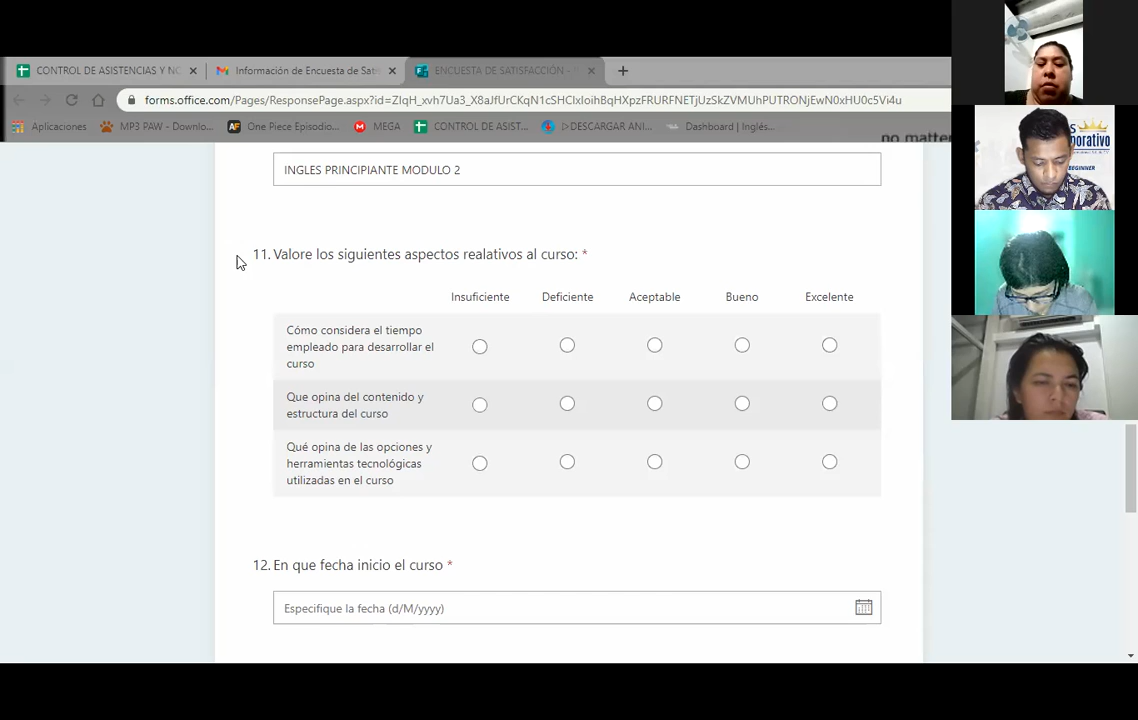 CONTROL DE ASISTENCIAS Y NO
Información de Encuesta de Sati
ENCUESTA DE SATISFACCIÓN -
forms.office.com/Pages/ResponsePage.aspx?id=ZIqH_xvh7Ua3_X8aJfUrCKqN1cSHCIxIoihBqHXpzFRURFNETjUzSkZVMUhPUTRONjEwN0xHU0c5Vi4u
Aplicaciones
MP3 PAW - Downlo...
One Piece Episodio...
MEGA
CONTROL DE ASIST...
▷DESCARGAR ANI...
Dashboard | Inglés...
no matter
INGLES PRINCIPIANTE MODULO 2
11. Valore los siguientes aspectos realativos al curso: *
Insuficiente Deficiente Aceptable Bueno Excelente
Cómo considera el tiempo
empleado para desarrollar el
curso
Que opina del contenido y
estructura del curso
Qué opina de las opciones y
herramientas tecnológicas
utilizadas en el curso
12. En que fecha inicio el curso *
Especifique la fecha (d/M/yyyy)
BEGINNER